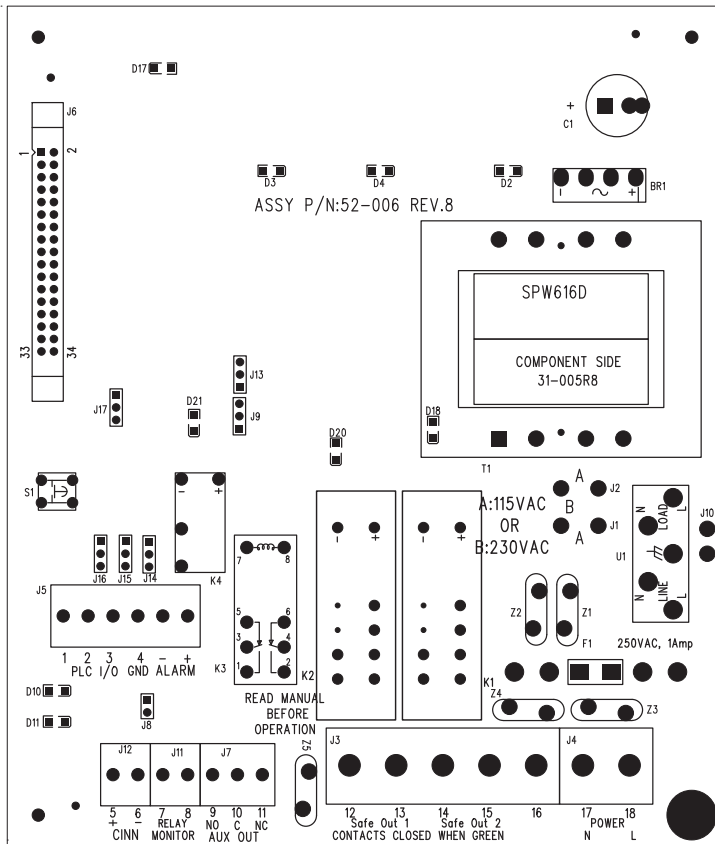 D17
J6
+
C1
1 2
D3 D4 D2
- ~ + BR1
ASSY P/N:52-006 REV.8
SPW616D
COMPONENT SIDE
31-005R8
33 34
J13
J17
D21
J9
D18
D20
T1
S1
- +
K4
A:115VAC
OR
B:230VAC
A
B
A
J2
J1
N LOAD L
U1
N LINE L
J10
- +
- +
7 8
5 6
3 4
1 2
K3
K2
K1
J16 J15 J14
J5
1 2 3 4 - +
PLC I/O GND ALARM
Z2 Z1
F1
250VAC, 1Amp
Z4 Z3
READ MANUAL
BEFORE
OPERATION
D10
D11
J8
Z5
J12 J11 J7
J3 J4
5 6 7 8 9 10 11
+ - RELAY NO C NC
CINN MONITOR AUX OUT
12 13 14 15 16 17 18
Safe Out 1 Safe Out 2 POWER
CONTACTS CLOSED WHEN GREEN N L